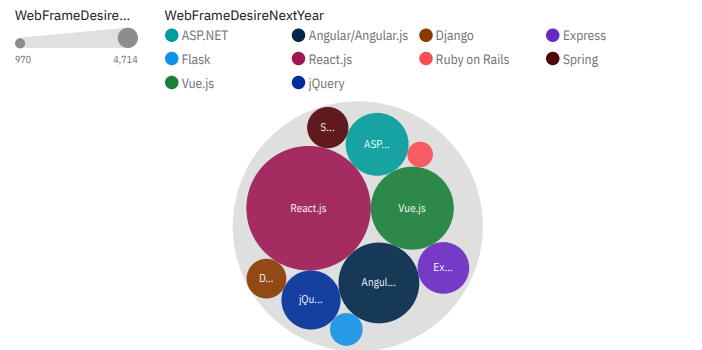 WebFrameDesire...
970
4,714
WebFrameDesireNextYear
ASP.NET
Angular/Angular.js
Django
Express
Flask
React.js
Ruby on Rails
Spring
Vue.js
jQuery
S...
ASP...
React.js
Vue.js
Ex...
D...
Angul...
jQu...